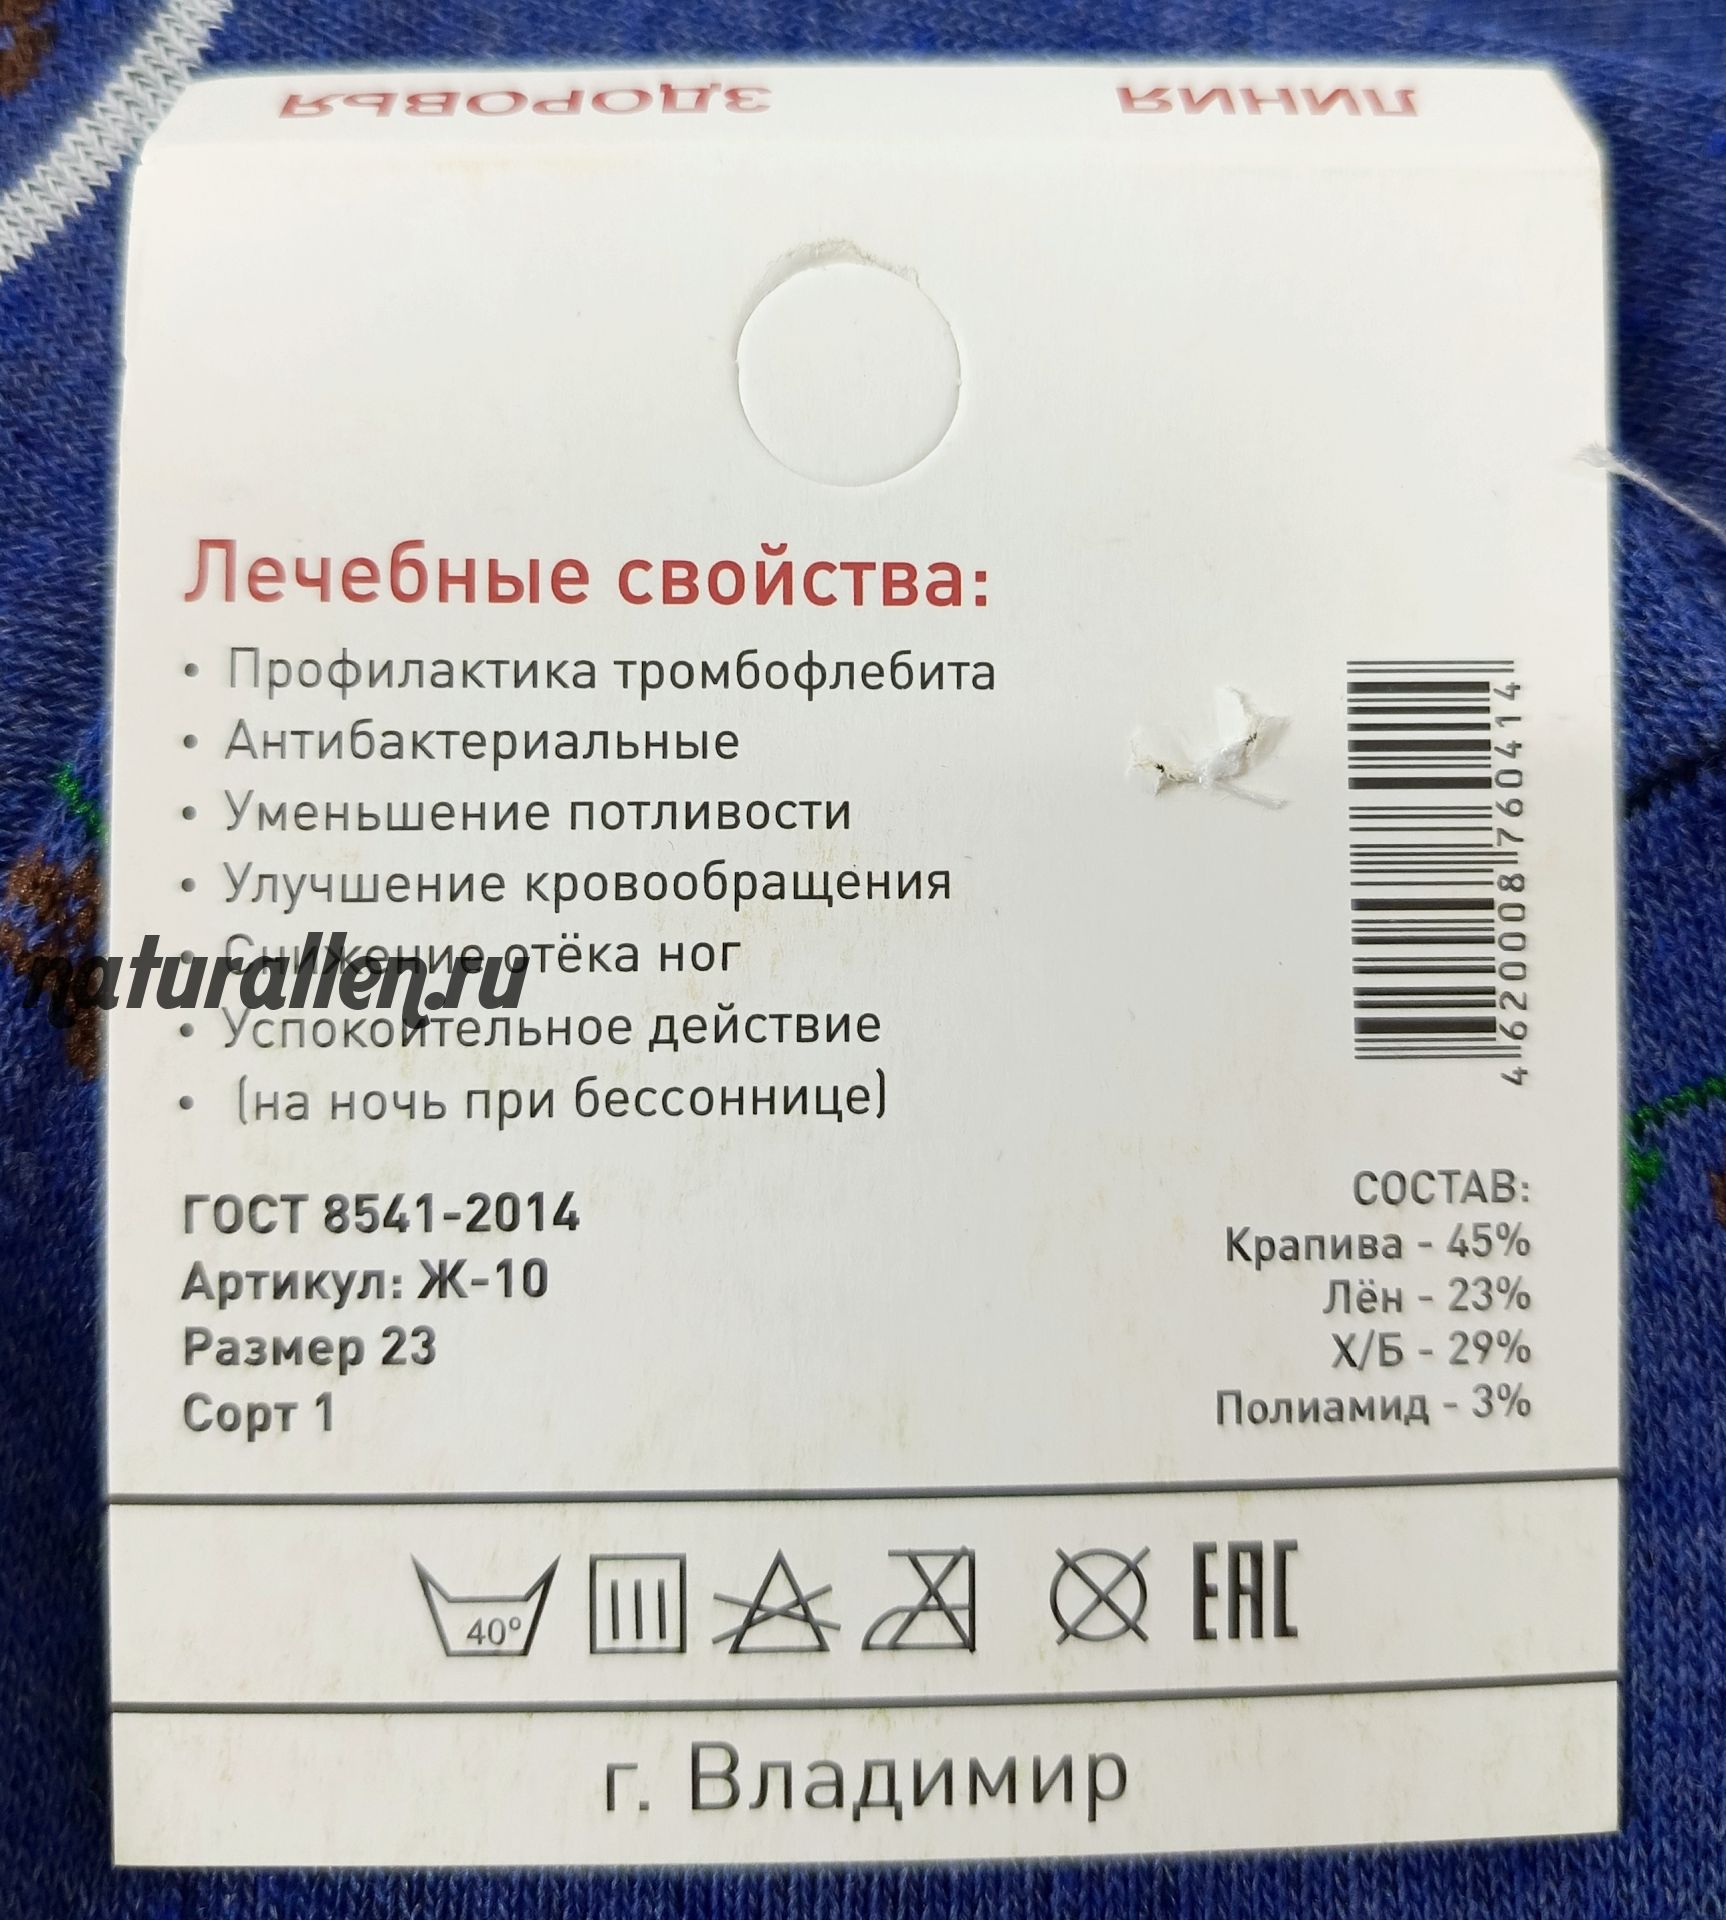 ЛИНИЯ ЗДОРОВЬЯ
Лечебные свойства:
• Профилактика тромбофлебита
• Антибактериальные
• Уменьшение потливости
• Улучшение кровообращения
• Снижение отёка ног
• Успокоительное действие
• (на ночь при бессоннице)
naturallen.ru
4 620008 760414
ГОСТ 8541-2014
Артикул: Ж-10
Размер 23
Сорт 1
СОСТАВ:
Крапива - 45%
Лён - 23%
Х/Б - 29%
Полиамид - 3%
40°
EAC
г. Владимир